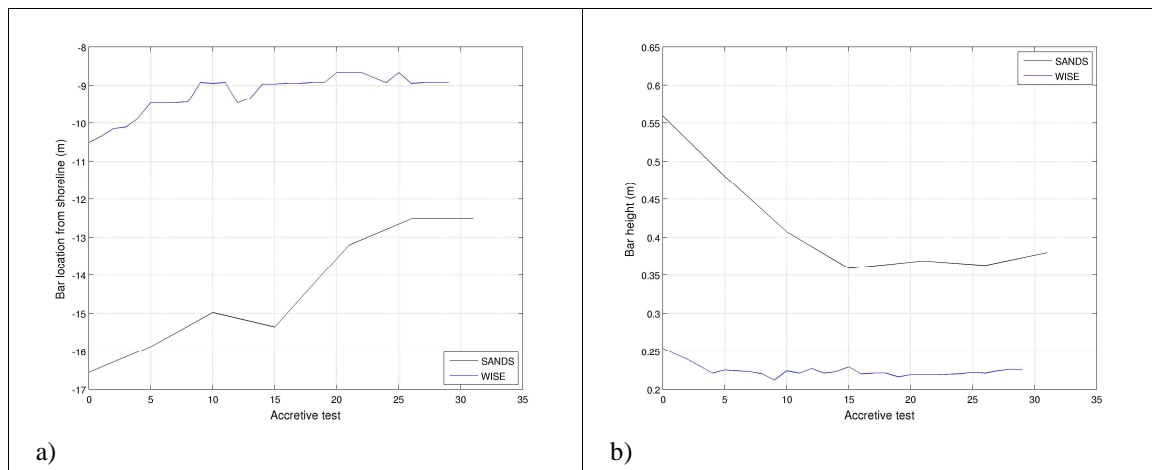 -8
-9
-10
-11
-12
-13
-14
-15
-16
-17
Bar location from shoreline (m)
SANDS
WISE
0 5 10 15 20 25 30 35
Accretive test
a)
0.65
0.6
0.55
0.5
0.45
0.4
0.35
0.3
0.25
0.2
Bar height (m)
SANDS
WISE
0 5 10 15 20 25 30 35
Accretive test
b)